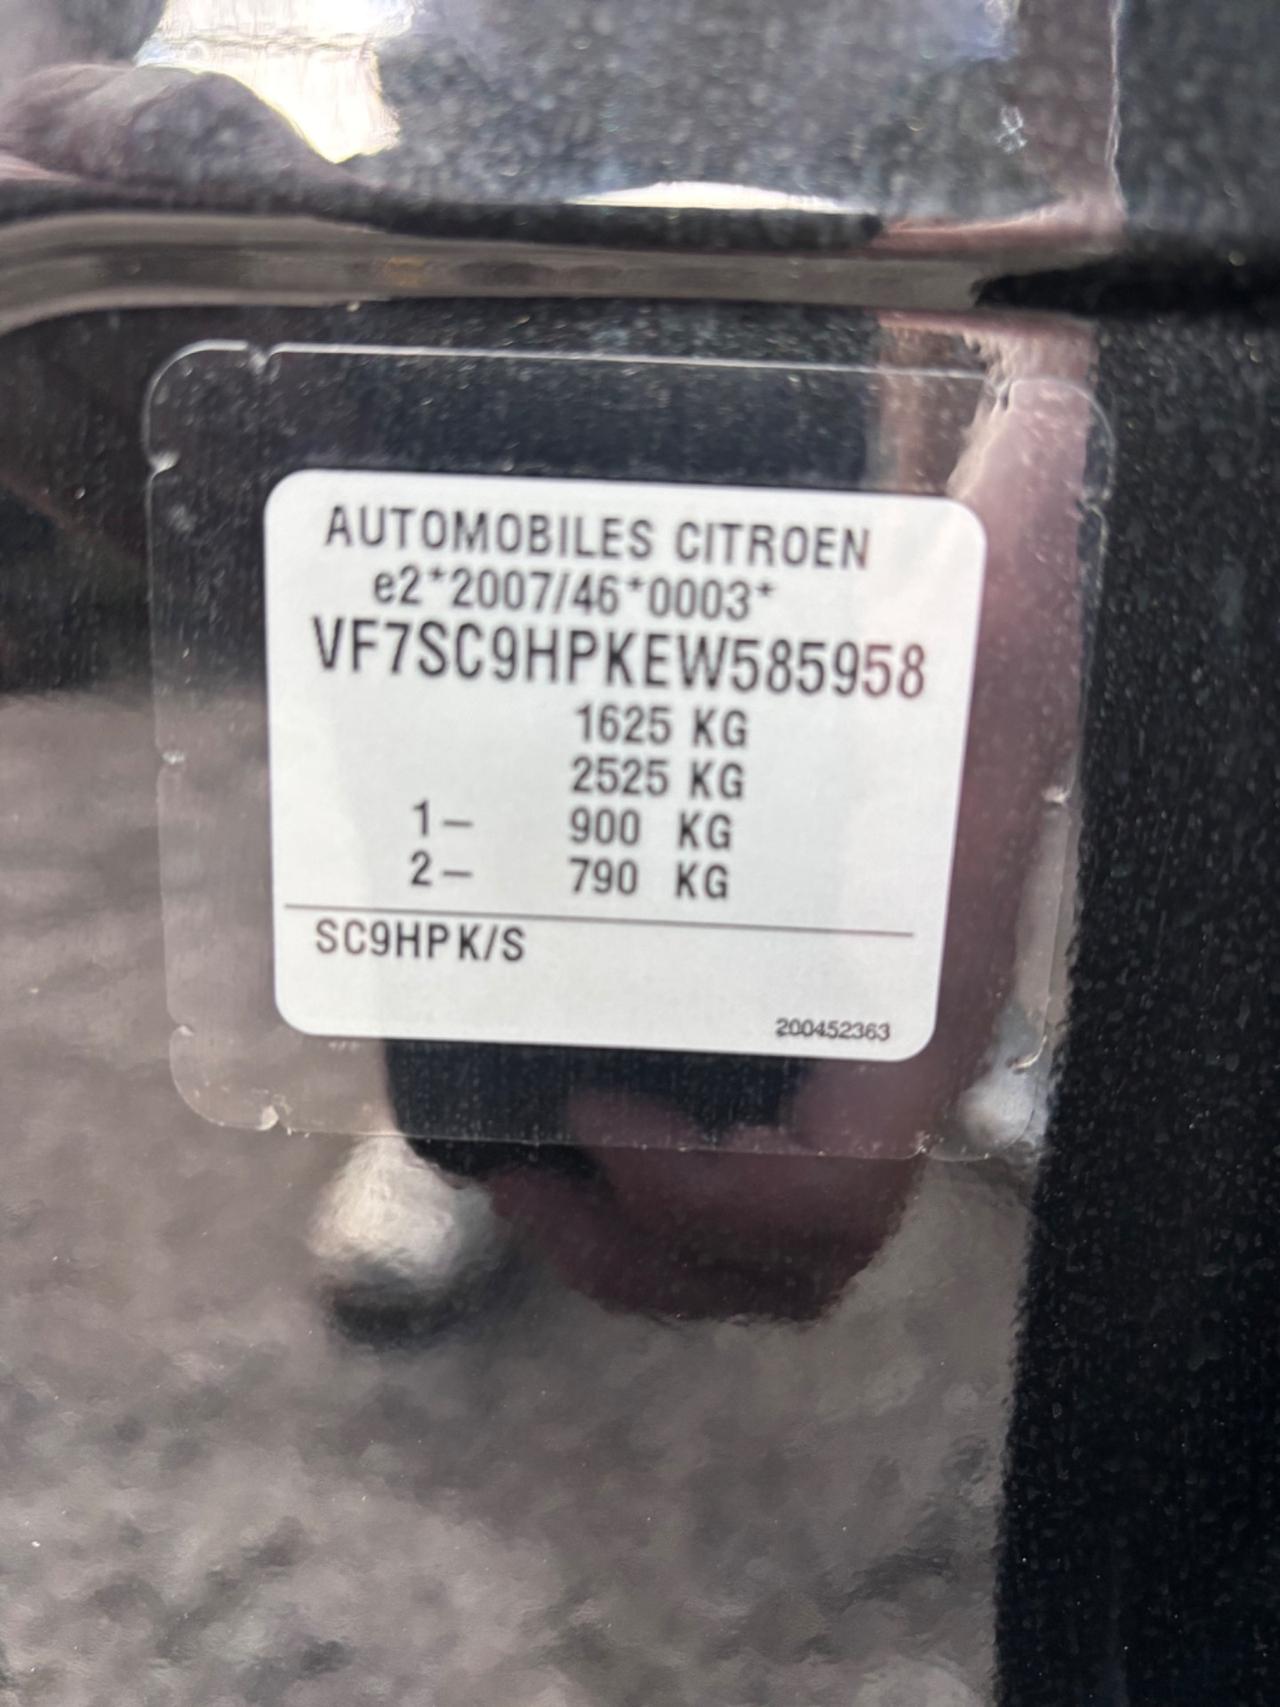 AUTOMOBILES CITROEN
e2*2007/46*0003*
VF7SC9HPKEW585958
1625 KG
2525 KG
1- 900 KG
2- 790 KG
SC9HPK/S
200452363